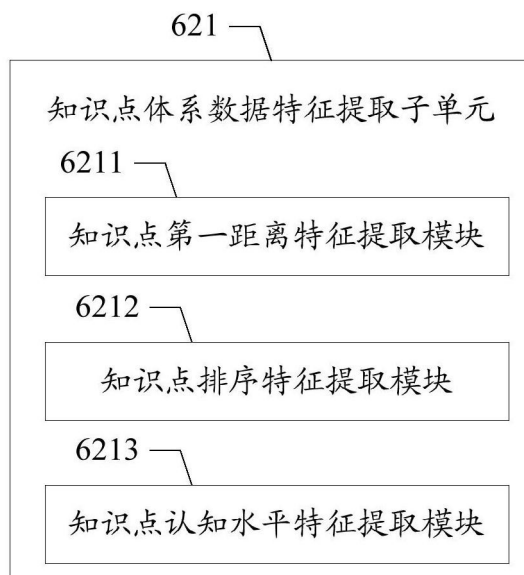 621
知识点体系数据特征提取子单元
6211
知识点第一距离特征提取模块
6212
知识点排序特征提取模块
6213
知识点认知水平特征提取模块